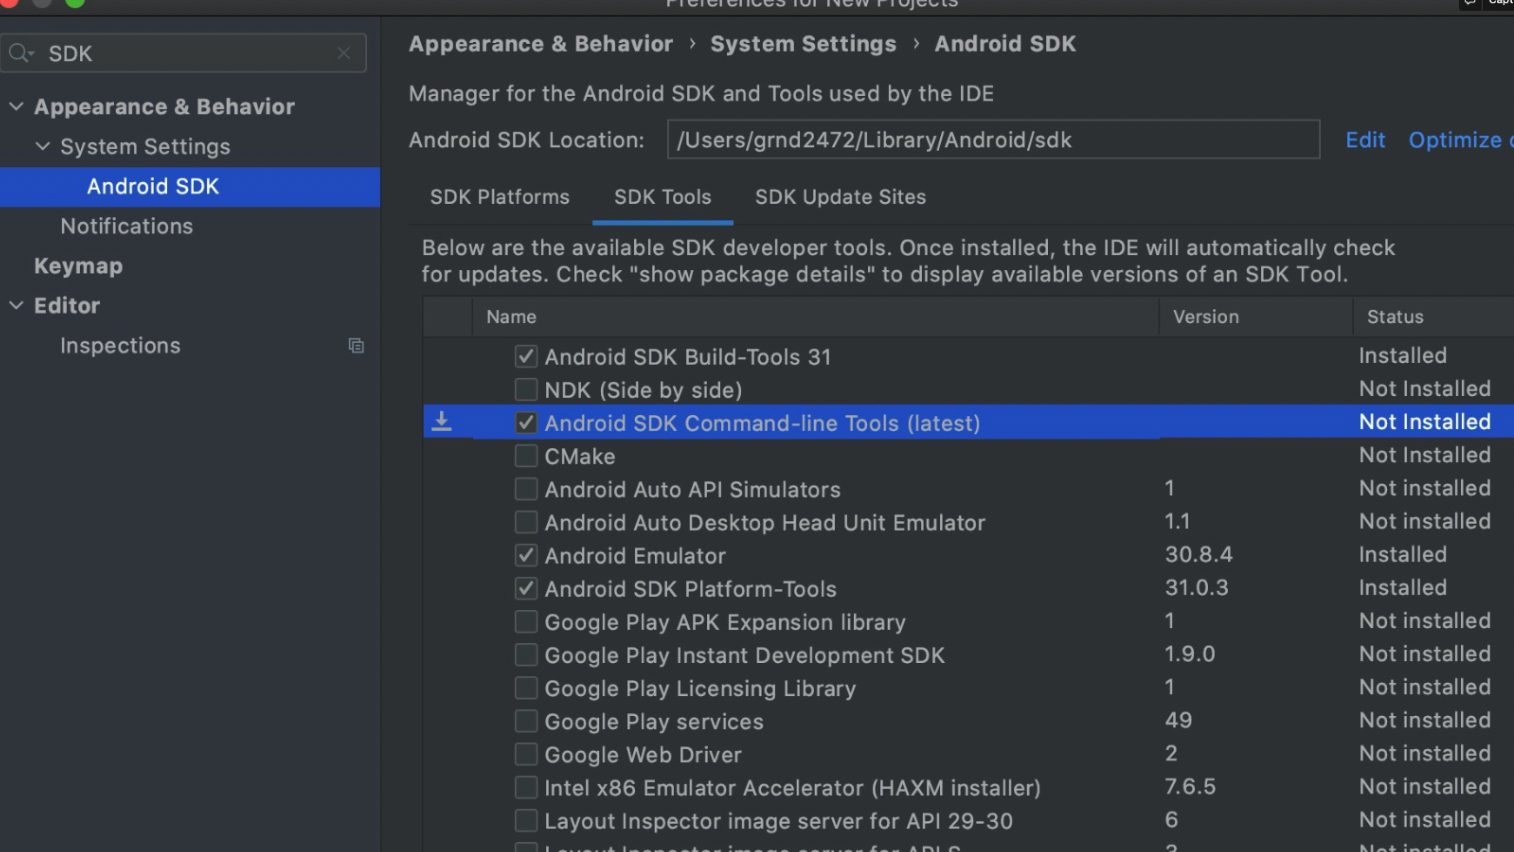 Preferences for New Projects
SDK
Appearance & Behavior
System Settings
Android SDK
Notifications
Keymap
Editor
Inspections
Appearance & Behavior › System Settings › Android SDK
Manager for the Android SDK and Tools used by the IDE
Android SDK Location: /Users/grnd2472/Library/Android/sdk Edit Optimize
SDK Platforms SDK Tools SDK Update Sites
Below are the available SDK developer tools. Once installed, the IDE will automatically check
for updates. Check "show package details" to display available versions of an SDK Tool.
Name Version Status
Android SDK Build-Tools 31 Installed
NDK (Side by side) Not Installed
Android SDK Command-line Tools (latest) Not Installed
CMake Not Installed
Android Auto API Simulators 1 Not installed
Android Auto Desktop Head Unit Emulator 1.1 Not installed
Android Emulator 30.8.4 Installed
Android SDK Platform-Tools 31.0.3 Installed
Google Play APK Expansion library 1 Not installed
Google Play Instant Development SDK 1.9.0 Not installed
Google Play Licensing Library 1 Not installed
Google Play services 49 Not installed
Google Web Driver 2 Not installed
Intel x86 Emulator Accelerator (HAXM installer) 7.6.5 Not installed
Layout Inspector image server for API 29-30 6 Not installed
Layout Inspector image server for API S 3 Not installed